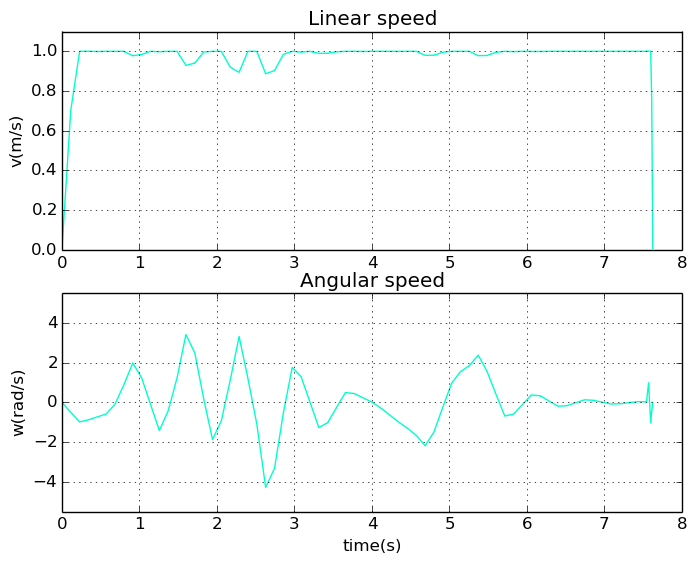 Linear speed
1.0
0.8
0.6
0.4
0.2
0.0
v(m/s)
0 1 2 3 4 5 6 7 8
Angular speed
4
2
0
−2
−4
w(rad/s)
0 1 2 3 4 5 6 7 8
time(s)